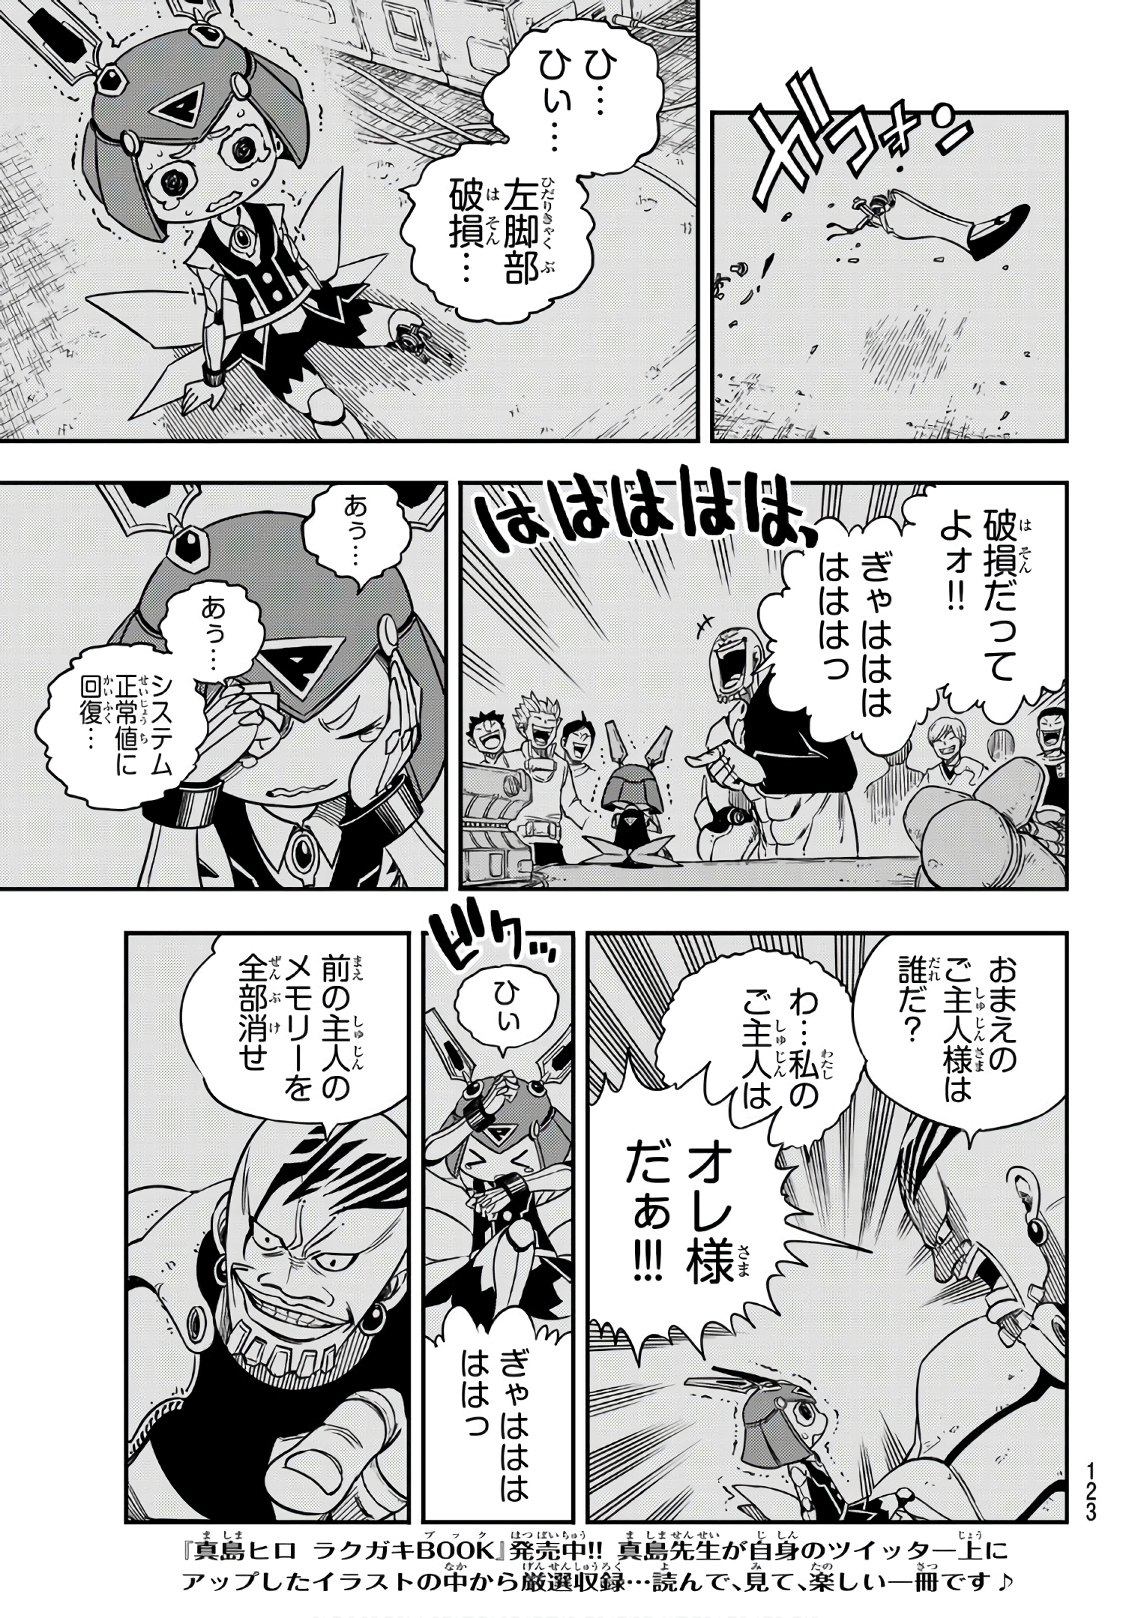 ガコォン
ひ…
ひい…
左脚部
破損…
破損だって
よォ!!
ぎゃははは
はははっ
はははははっ
あぅ…
あぅ…
システム
正常値に
回復…
おまえの
ご主人様は
誰だ？
わ…私の
ご主人は
オレ様
だぁ!!!
ビクッ
ひい
ぎゃははは
ははっ
前の主人の
メモリーを
全部消せ
123
『真島ヒロ ラクガキBOOK』発売中!! 真島先生が自身のツイッター上に
アップしたイラストの中から厳選収録…読んで、見て、楽しい一冊です♪